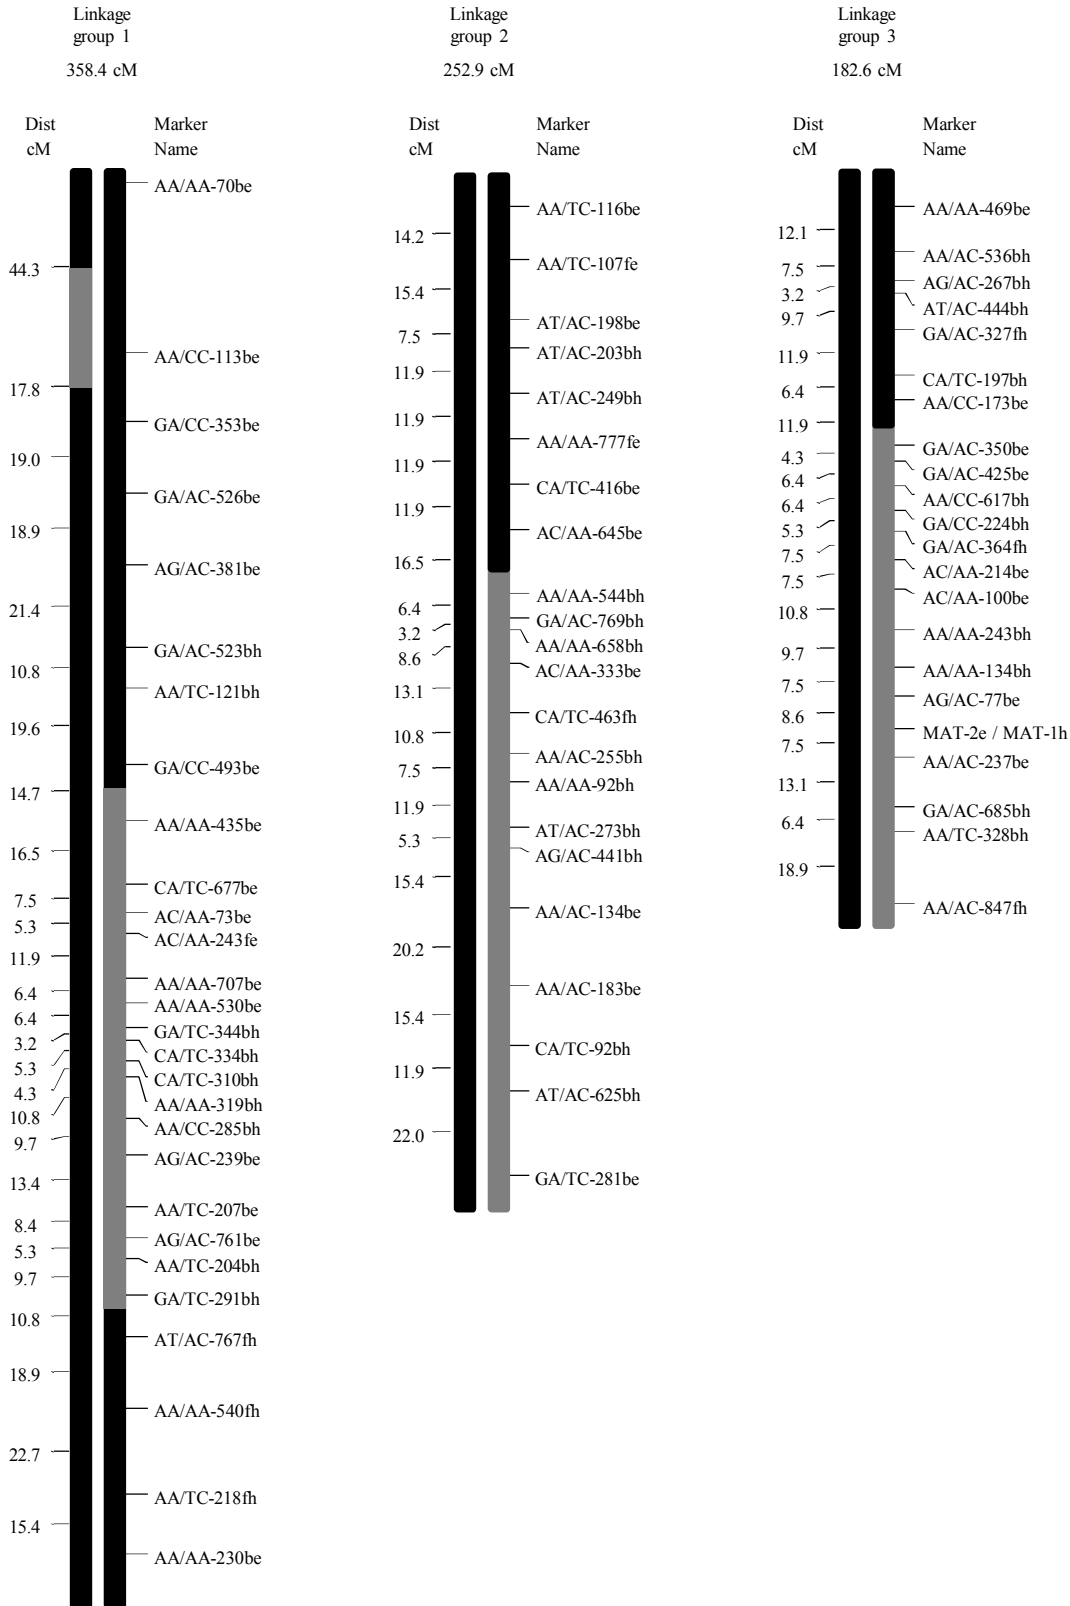 Linkage
group 1
358.4 cM
Dist
cM
Marker
Name
AA/AA-70be
44.3
AA/CC-113be
17.8
GA/CC-353be
19.0
GA/AC-526be
18.9
AG/AC-381be
21.4
GA/AC-523bh
10.8
AA/TC-121bh
19.6
GA/CC-493be
14.7
AA/AA-435be
16.5
CA/TC-677be
7.5
AC/AA-73be
5.3
AC/AA-243fe
11.9
AA/AA-707be
6.4
AA/AA-530be
6.4
GA/TC-344bh
3.2
CA/TC-334bh
5.3
CA/TC-310bh
4.3
AA/AA-319bh
10.8
AA/CC-285bh
9.7
AG/AC-239be
13.4
AA/TC-207be
8.4
AG/AC-761be
5.3
AA/TC-204bh
9.7
GA/TC-291bh
10.8
AT/AC-767fh
18.9
AA/AA-540fh
22.7
AA/TC-218fh
15.4
AA/AA-230be
Linkage
group 2
252.9 cM
Dist
cM
Marker
Name
AA/TC-116be
14.2
AA/TC-107fe
15.4
AT/AC-198be
7.5
AT/AC-203bh
11.9
AT/AC-249bh
11.9
AA/AA-777fe
11.9
CA/TC-416be
11.9
AC/AA-645be
16.5
AA/AA-544bh
6.4
GA/AC-769bh
3.2
AA/AA-658bh
8.6
AC/AA-333be
13.1
CA/TC-463fh
10.8
AA/AC-255bh
7.5
AA/AA-92bh
11.9
AT/AC-273bh
5.3
AG/AC-441bh
15.4
AA/AC-134be
20.2
AA/AC-183be
15.4
CA/TC-92bh
11.9
AT/AC-625bh
22.0
GA/TC-281be
Linkage
group 3
182.6 cM
Dist
cM
Marker
Name
AA/AA-469be
12.1
AA/AC-536bh
7.5
AG/AC-267bh
3.2
AT/AC-444bh
9.7
GA/AC-327fh
11.9
CA/TC-197bh
6.4
AA/CC-173be
11.9
GA/AC-350be
4.3
GA/AC-425be
6.4
AA/CC-617bh
6.4
GA/CC-224bh
5.3
GA/AC-364fh
7.5
AC/AA-214be
7.5
AC/AA-100be
10.8
AA/AA-243bh
9.7
AA/AA-134bh
7.5
AG/AC-77be
8.6
MAT-2e / MAT-1h
7.5
AA/AC-237be
13.1
GA/AC-685bh
6.4
AA/TC-328bh
18.9
AA/AC-847fh